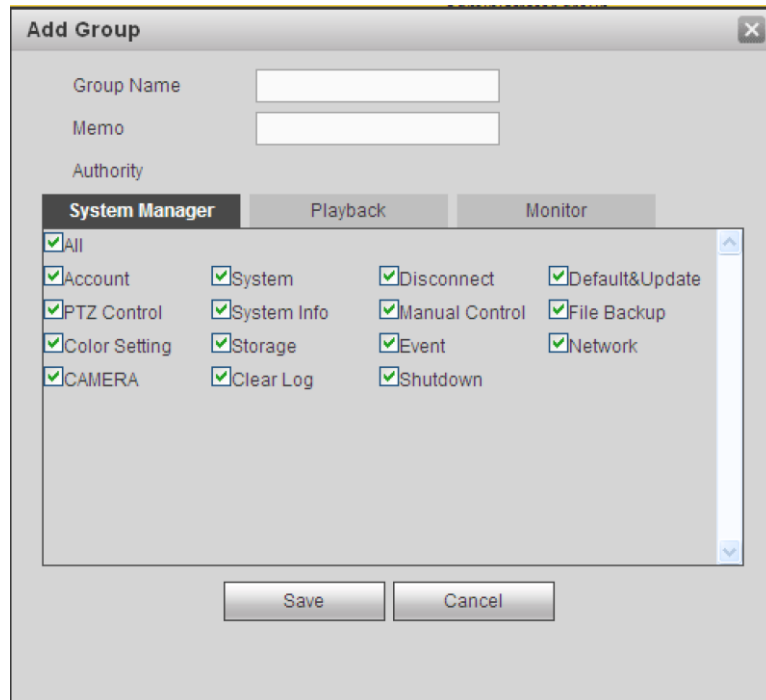 Add Group
Group Name
Memo
Authority
System Manager Playback Monitor
All
Account System Disconnect Default&Update
PTZ Control System Info Manual Control File Backup
Color Setting Storage Event Network
CAMERA Clear Log Shutdown
Save Cancel